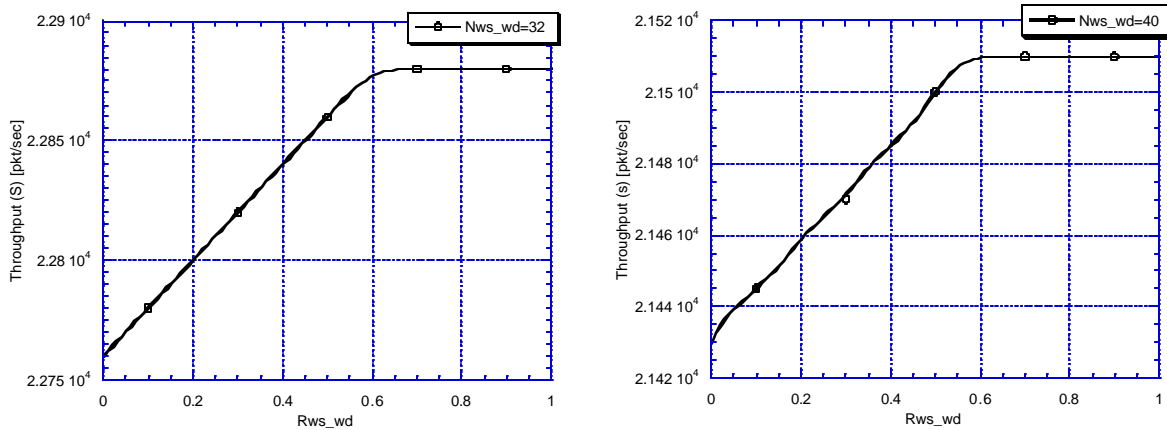 2.29 10⁴
2.285 10⁴
2.28 10⁴
2.275 10⁴
Throughput (S) [pkt/sec]
0 0.2 0.4 0.6 0.8 1
Rws_wd
Nws_wd=32
2.152 10⁴
2.15 10⁴
2.148 10⁴
2.146 10⁴
2.144 10⁴
2.142 10⁴
Throughput (s) [pkt/sec]
0 0.2 0.4 0.6 0.8 1
Rws_wd
Nws_wd=40